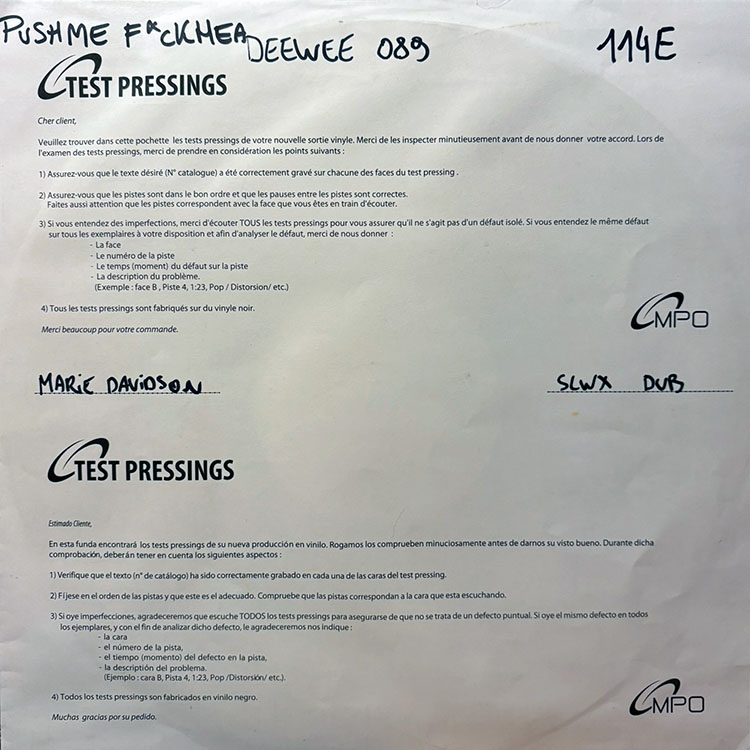 PUSHME F*CKHEA
DEEWEE 089
114E
TEST PRESSINGS
Cher client,
Veuillez trouver dans cette pochette les tests pressings de votre nouvelle sortie vinyle. Merci de les inspecter minutieusement avant de nous donner votre accord. Lors de
l'examen des tests pressings, merci de prendre en considération les points suivants :
1) Assurez-vous que le texte désiré (N° catalogue) a été correctement gravé sur chacune des faces du test pressing .
2) Assurez-vous que les pistes sont dans le bon ordre et que les pauses entre les pistes sont correctes.
Faites aussi attention que les pistes correspondent avec la face que vous êtes en train d'écouter.
3) Si vous entendez des imperfections, merci d'écouter TOUS les tests pressings pour vous assurer qu'il ne s'agit pas d'un défaut isolé. Si vous entendez le même défaut
sur tous les exemplaires à votre disposition et afin d'analyser le défaut, merci de nous donner :
- La face
- Le numéro de la piste
- Le temps (moment) du défaut sur la piste
- La description du problème.
(Exemple : face B , Piste 4, 1:23, Pop / Distorsion/ etc.)
4) Tous les tests pressings sont fabriqués sur du vinyle noir.
MPO
Merci beaucoup pour votre commande.
MARIE DAVIDSON
SLWX DUB
TEST PRESSINGS
Estimado Cliente,
En esta funda encontrará los tests pressings de su nueva producción en vinilo. Rogamos los comprueben minuciosamente antes de darnos su visto bueno. Durante dicha
comprobación, deberán tener en cuenta los siguientes aspectos :
1) Verifique que el texto (n° de catálogo) ha sido correctamente grabado en cada una de las caras del test pressing.
2) Fíjese en el orden de las pistas y que este es el adecuado. Compruebe que las pistas correspondan a la cara que esta escuchando.
3) Si oye imperfecciones, agradeceremos que escuche TODOS los tests pressings para asegurarse de que no se trata de un defecto puntual. Si oye el mismo defecto en todos
los ejemplares, y con el fin de analizar dicho defecto, le agradeceremos nos indique :
- la cara
- el número de la pista,
- el tiempo (momento) del defecto en la pista,
- la descriptión del problema.
(Ejemplo : cara B, Pista 4, 1:23, Pop /Distorsión/ etc.).
4) Todos los tests pressings son fabricados en vinilo negro.
MPO
Muchas gracias por su pedido.